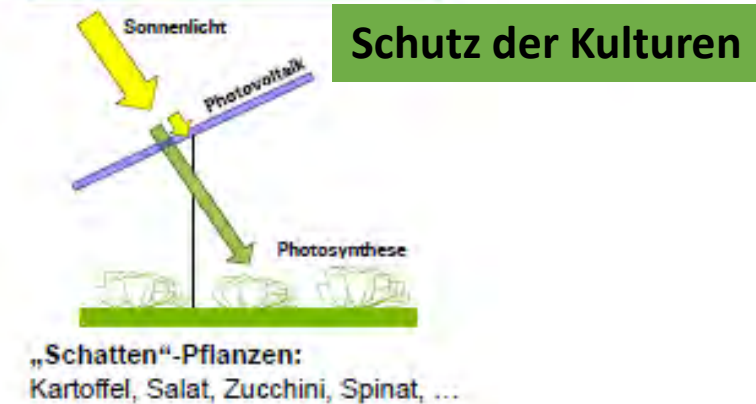 Sonnenlicht
Schutz der Kulturen
Photovoltaik
Photosynthese
„Schatten“-Pflanzen:
Kartoffel, Salat, Zucchini, Spinat, …